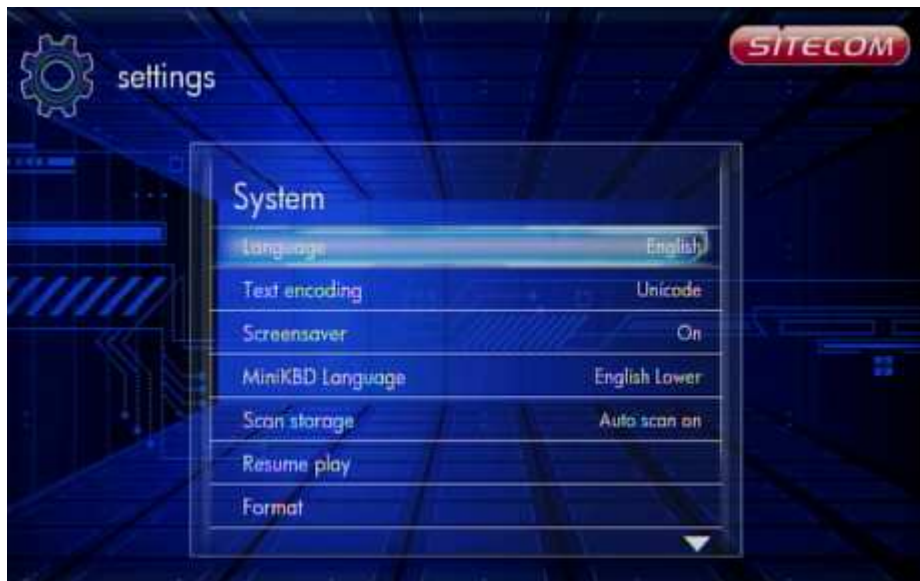 settings
SITECOM
System
Language English
Text encoding Unicode
Screensaver On
MiniKBD Language English Lower
Scan storage Auto scan on
Resume play
Format